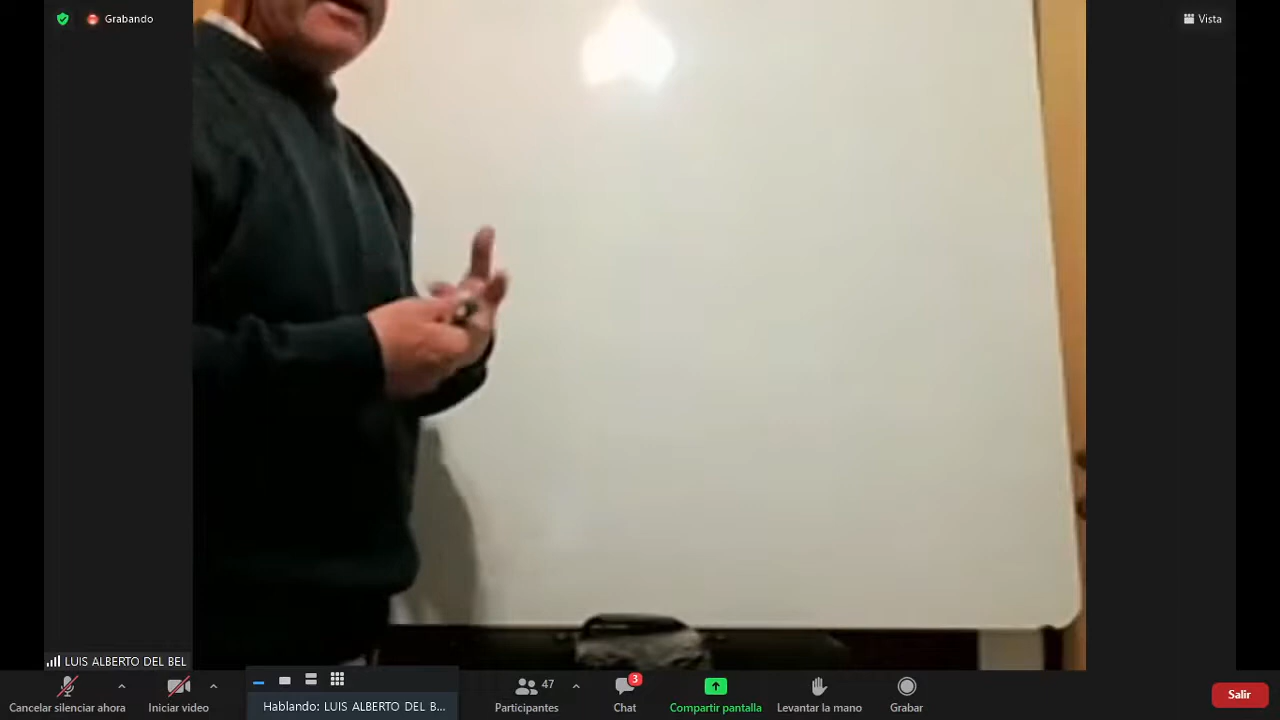 Grabando
Vista
LUIS ALBERTO DEL BEL
Hablando: LUIS ALBERTO DEL B...
Cancelar silenciar ahora
Iniciar video
47
Participantes
3
Chat
Compartir pantalla
Levantar la mano
Grabar
Salir